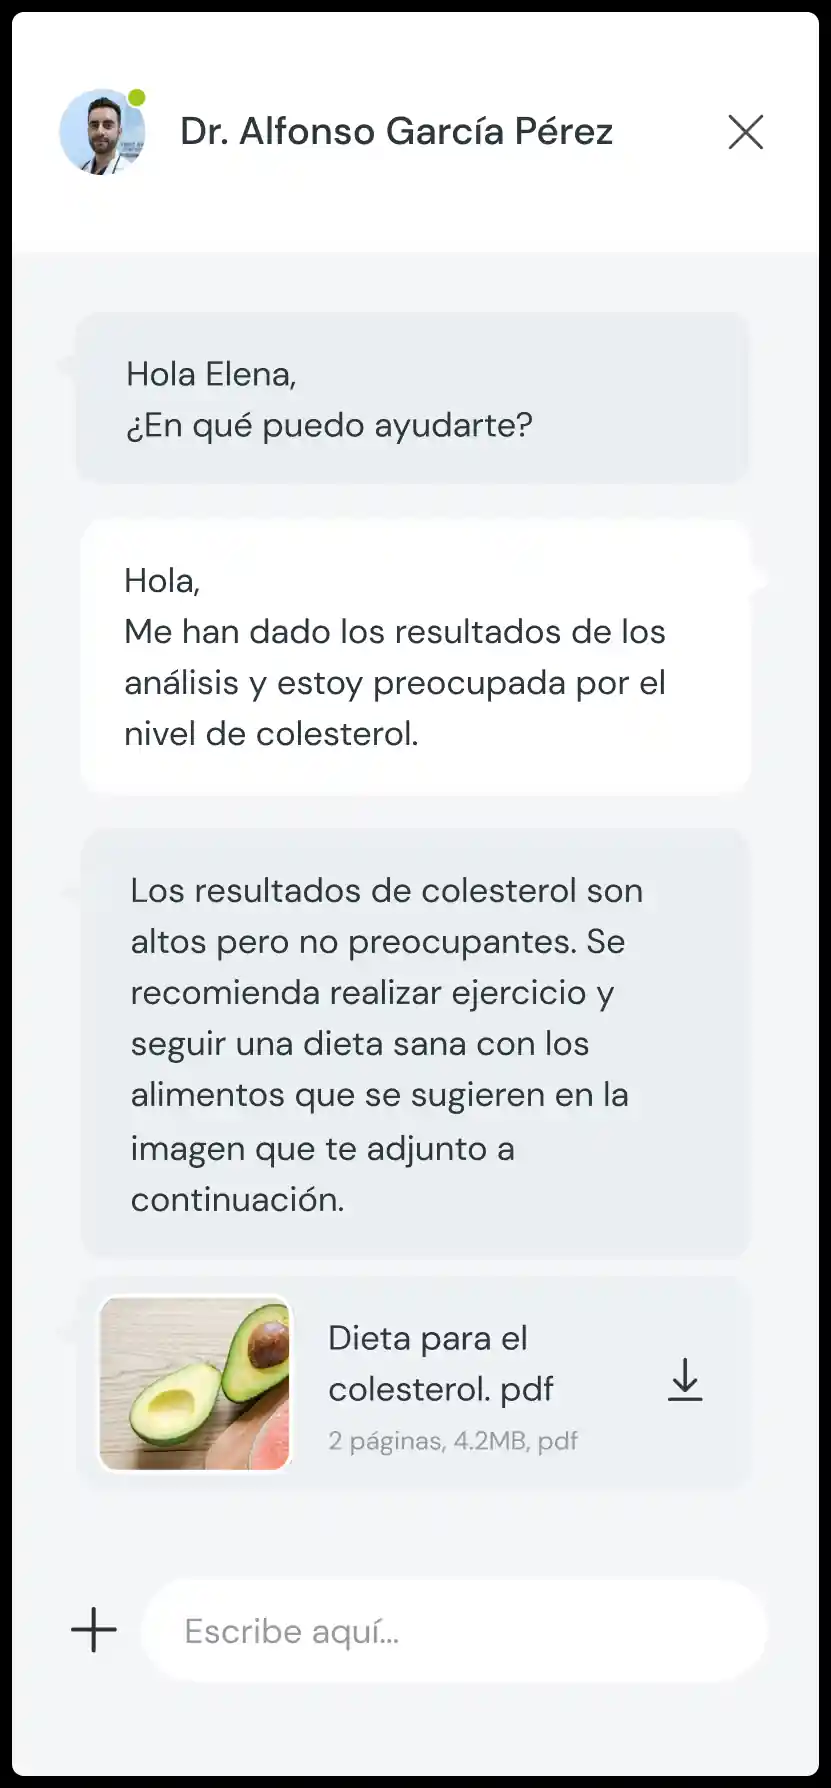 Dr. Alfonso García Pérez
Hola Elena,
¿En qué puedo ayudarte?
Hola,
Me han dado los resultados de los
análisis y estoy preocupada por el
nivel de colesterol.
Los resultados de colesterol son
altos pero no preocupantes. Se
recomienda realizar ejercicio y
seguir una dieta sana con los
alimentos que se sugieren en la
imagen que te adjunto a
continuación.
Dieta para el
colesterol. pdf
2 páginas, 4.2MB, pdf
Escribe aquí...